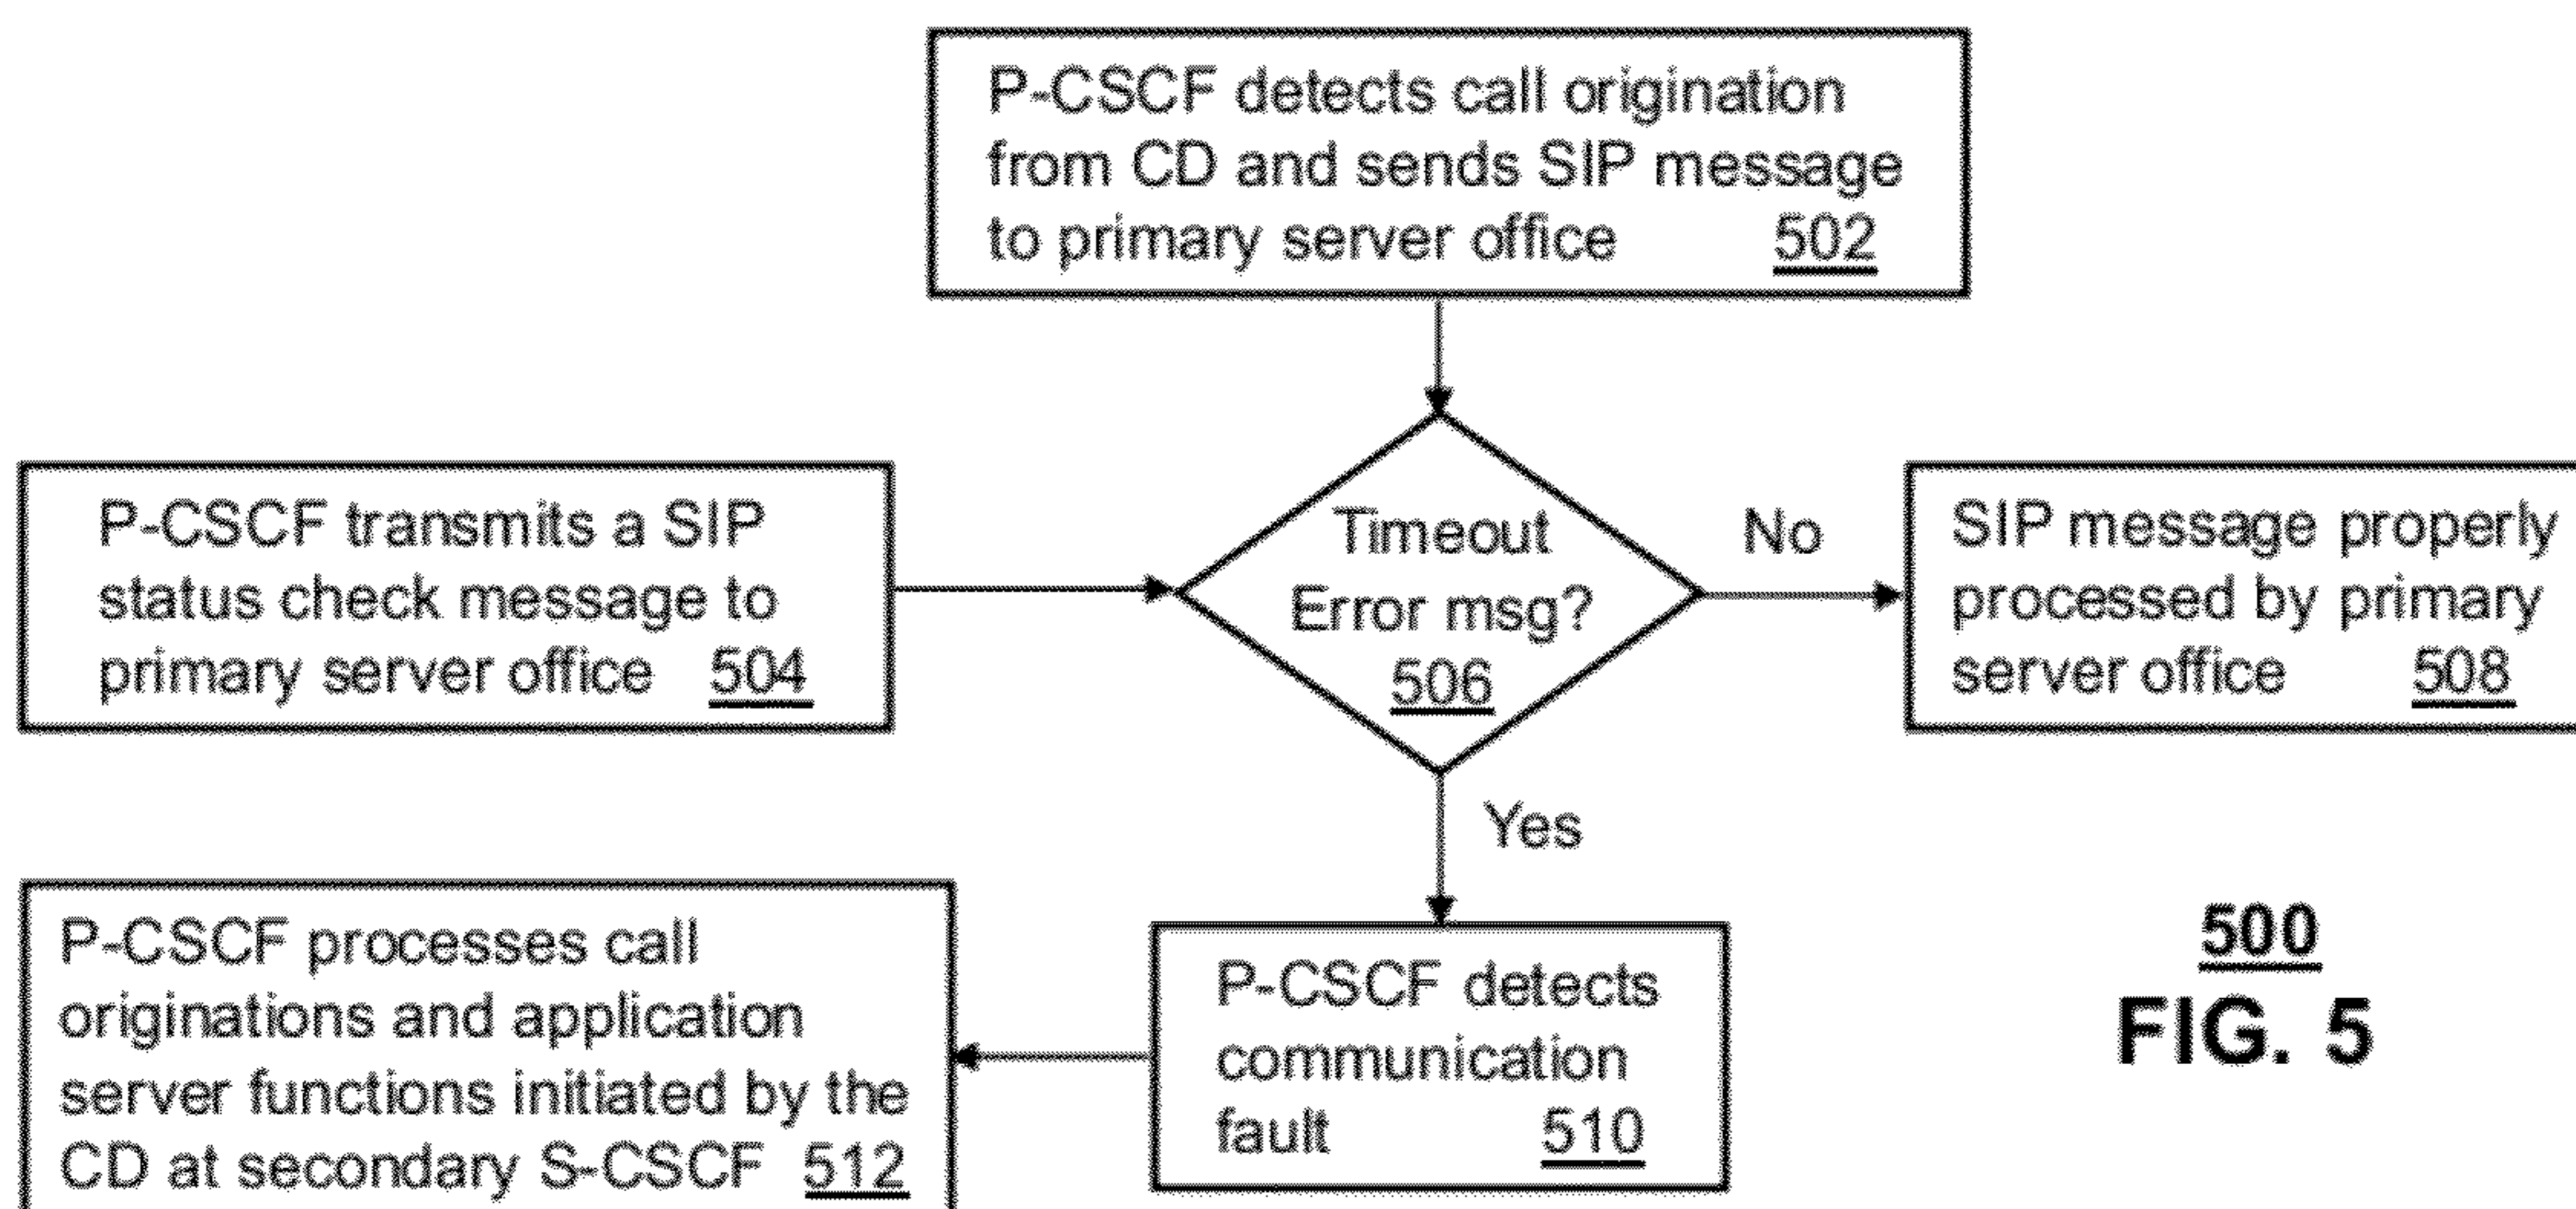 P-CSCF detects call origination
from CD and sends SIP message
to primary server office 502
P-CSCF transmits a SIP
status check message to
primary server office 504
Timeout
Error msg?
506
No
SIP message properly
processed by primary
server office 508
Yes
P-CSCF processes call
originations and application
server functions initiated by the
CD at secondary S-CSCF 512
P-CSCF detects
communication
fault 510
500
FIG. 5